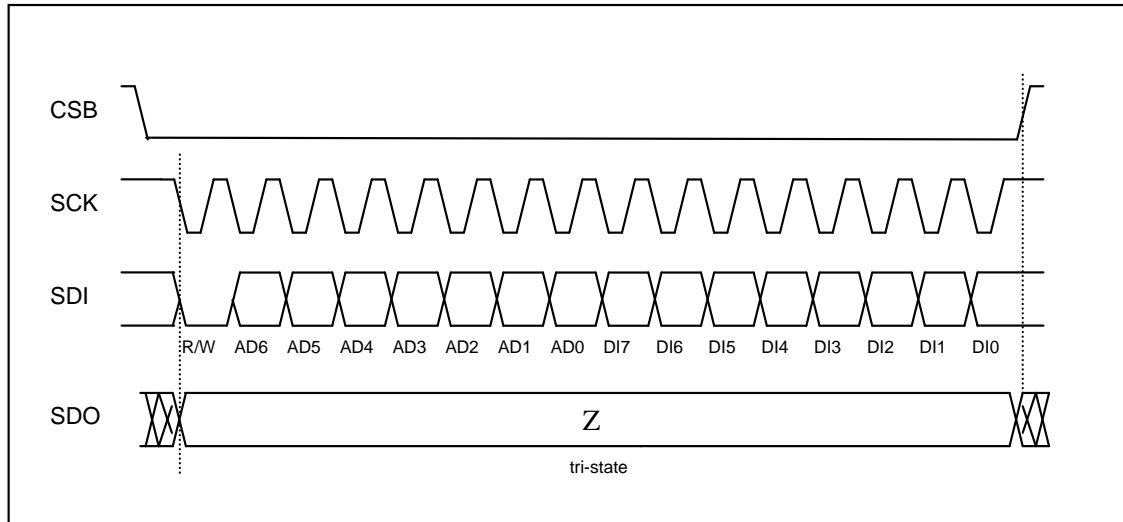 CSB
SCK
SDI
R/W AD6 AD5 AD4 AD3 AD2 AD1 AD0 DI7 DI6 DI5 DI4 DI3 DI2 DI1 DI0
SDO
Z
tri-state